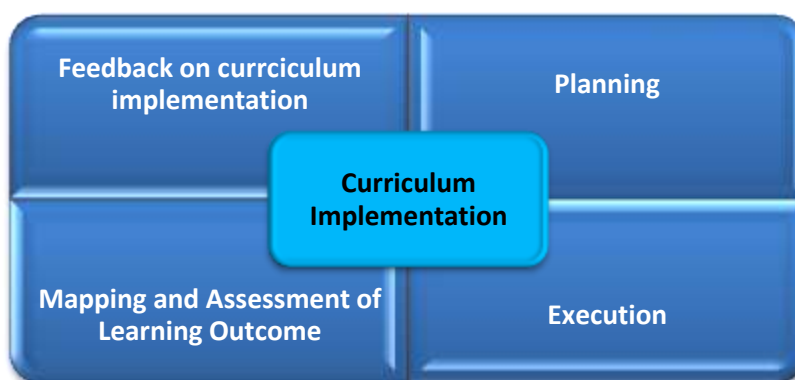 Feedback on currciculum
implementation
Planning
Curriculum
Implementation
Mapping and Assessment of
Learning Outcome
Execution